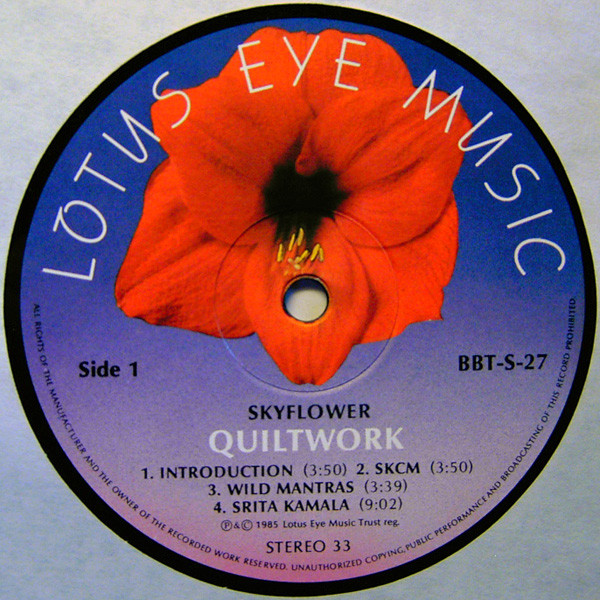 LOTUS EYE MUSIC
Side 1
BBT-S-27
SKYFLOWER
QUILTWORK
1. INTRODUCTION (3:50) 2. SKCM (3:50)
3. WILD MANTRAS (3:39)
4. SRITA KAMALA (9:02)
Ⓟ&© 1985 Lotus Eye Music Trust reg.
STEREO 33
ALL RIGHTS OF THE MANUFACTURER AND THE OWNER OF THE RECORDED WORK RESERVED. UNAUTHORIZED COPYING, PUBLIC PERFORMANCE AND BROADCASTING OF THIS RECORD PROHIBITED.